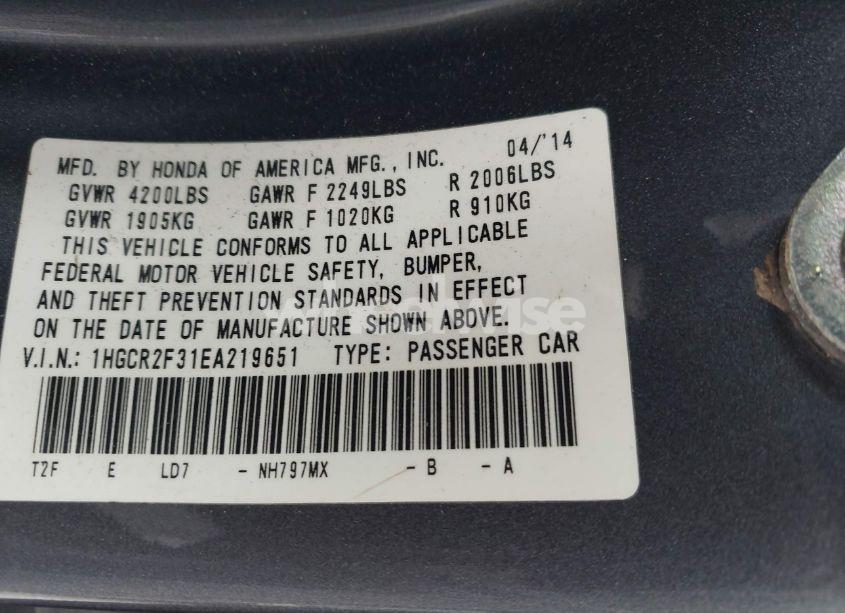 MFD. BY HONDA OF AMERICA MFG., INC. 04/'14
GVWR 4200LBS GAWR F 2249LBS R 2006LBS
GVWR 1905KG GAWR F 1020KG R 910KG
THIS VEHICLE CONFORMS TO ALL APPLICABLE
FEDERAL MOTOR VEHICLE SAFETY, BUMPER,
AND THEFT PREVENTION STANDARDS IN EFFECT
ON THE DATE OF MANUFACTURE SHOWN ABOVE.
V.I.N.: 1HGCR2F31EA219651 TYPE: PASSENGER CAR
T2F E LD7 - NH797MX - B - A